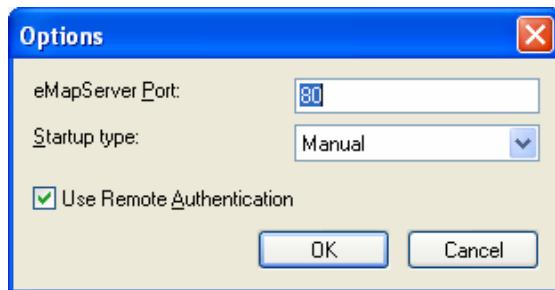 Options
eMapServer Port: 80
Startup type: Manual
Use Remote Authentication
OK Cancel